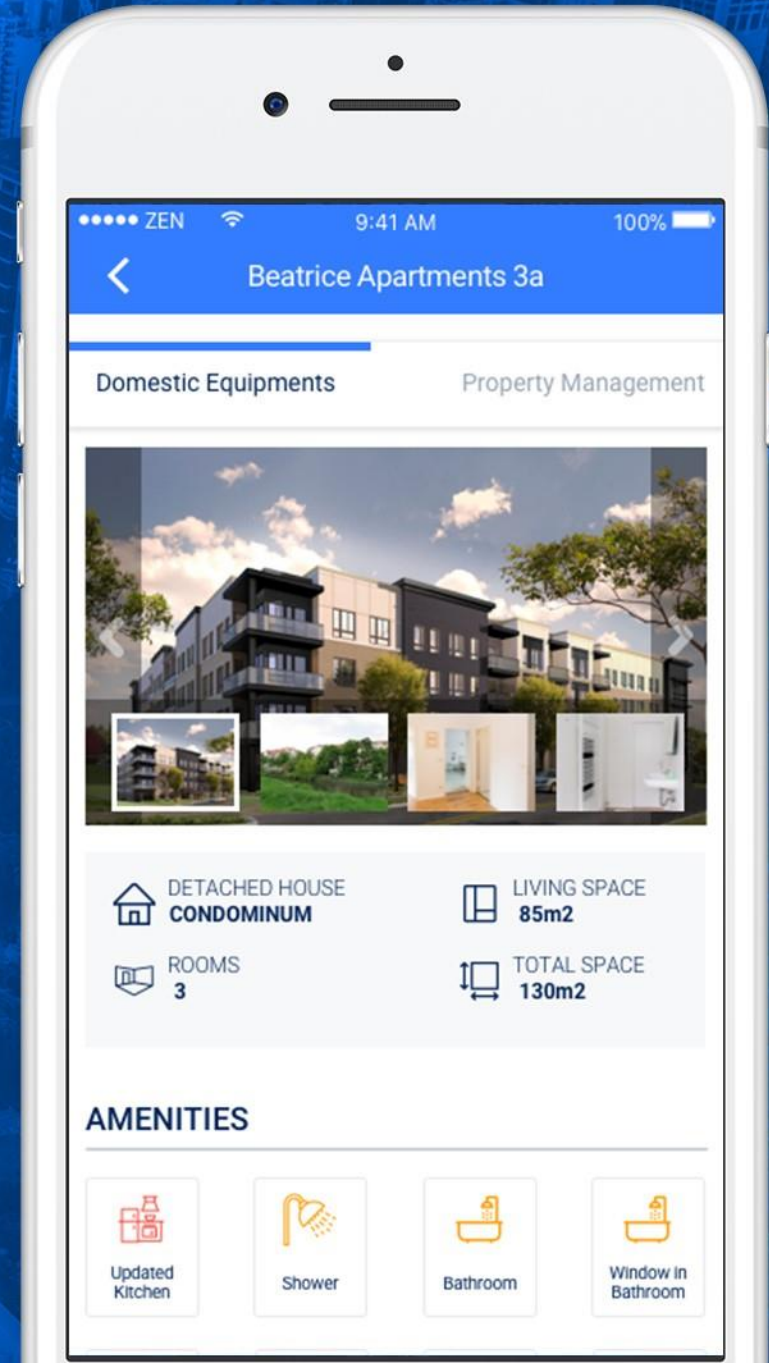 ZEN 9:41 AM 100%
Beatrice Apartments 3a
Domestic Equipments Property Management
DETACHED HOUSE
CONDOMINUM
LIVING SPACE
85m2
ROOMS
3
TOTAL SPACE
130m2
AMENITIES
Updated
Kitchen
Shower
Bathroom
Window in
Bathroom